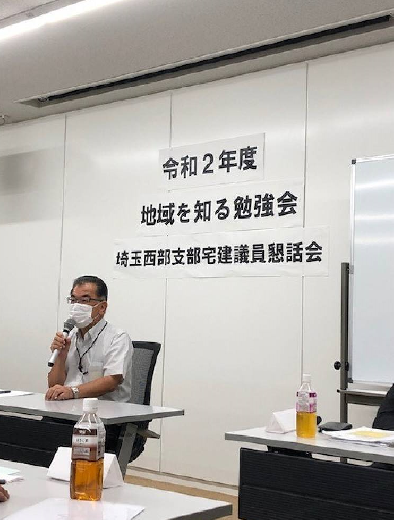 令和２年度
地域を知る勉強会
埼玉西部支部宅建議員懇話会